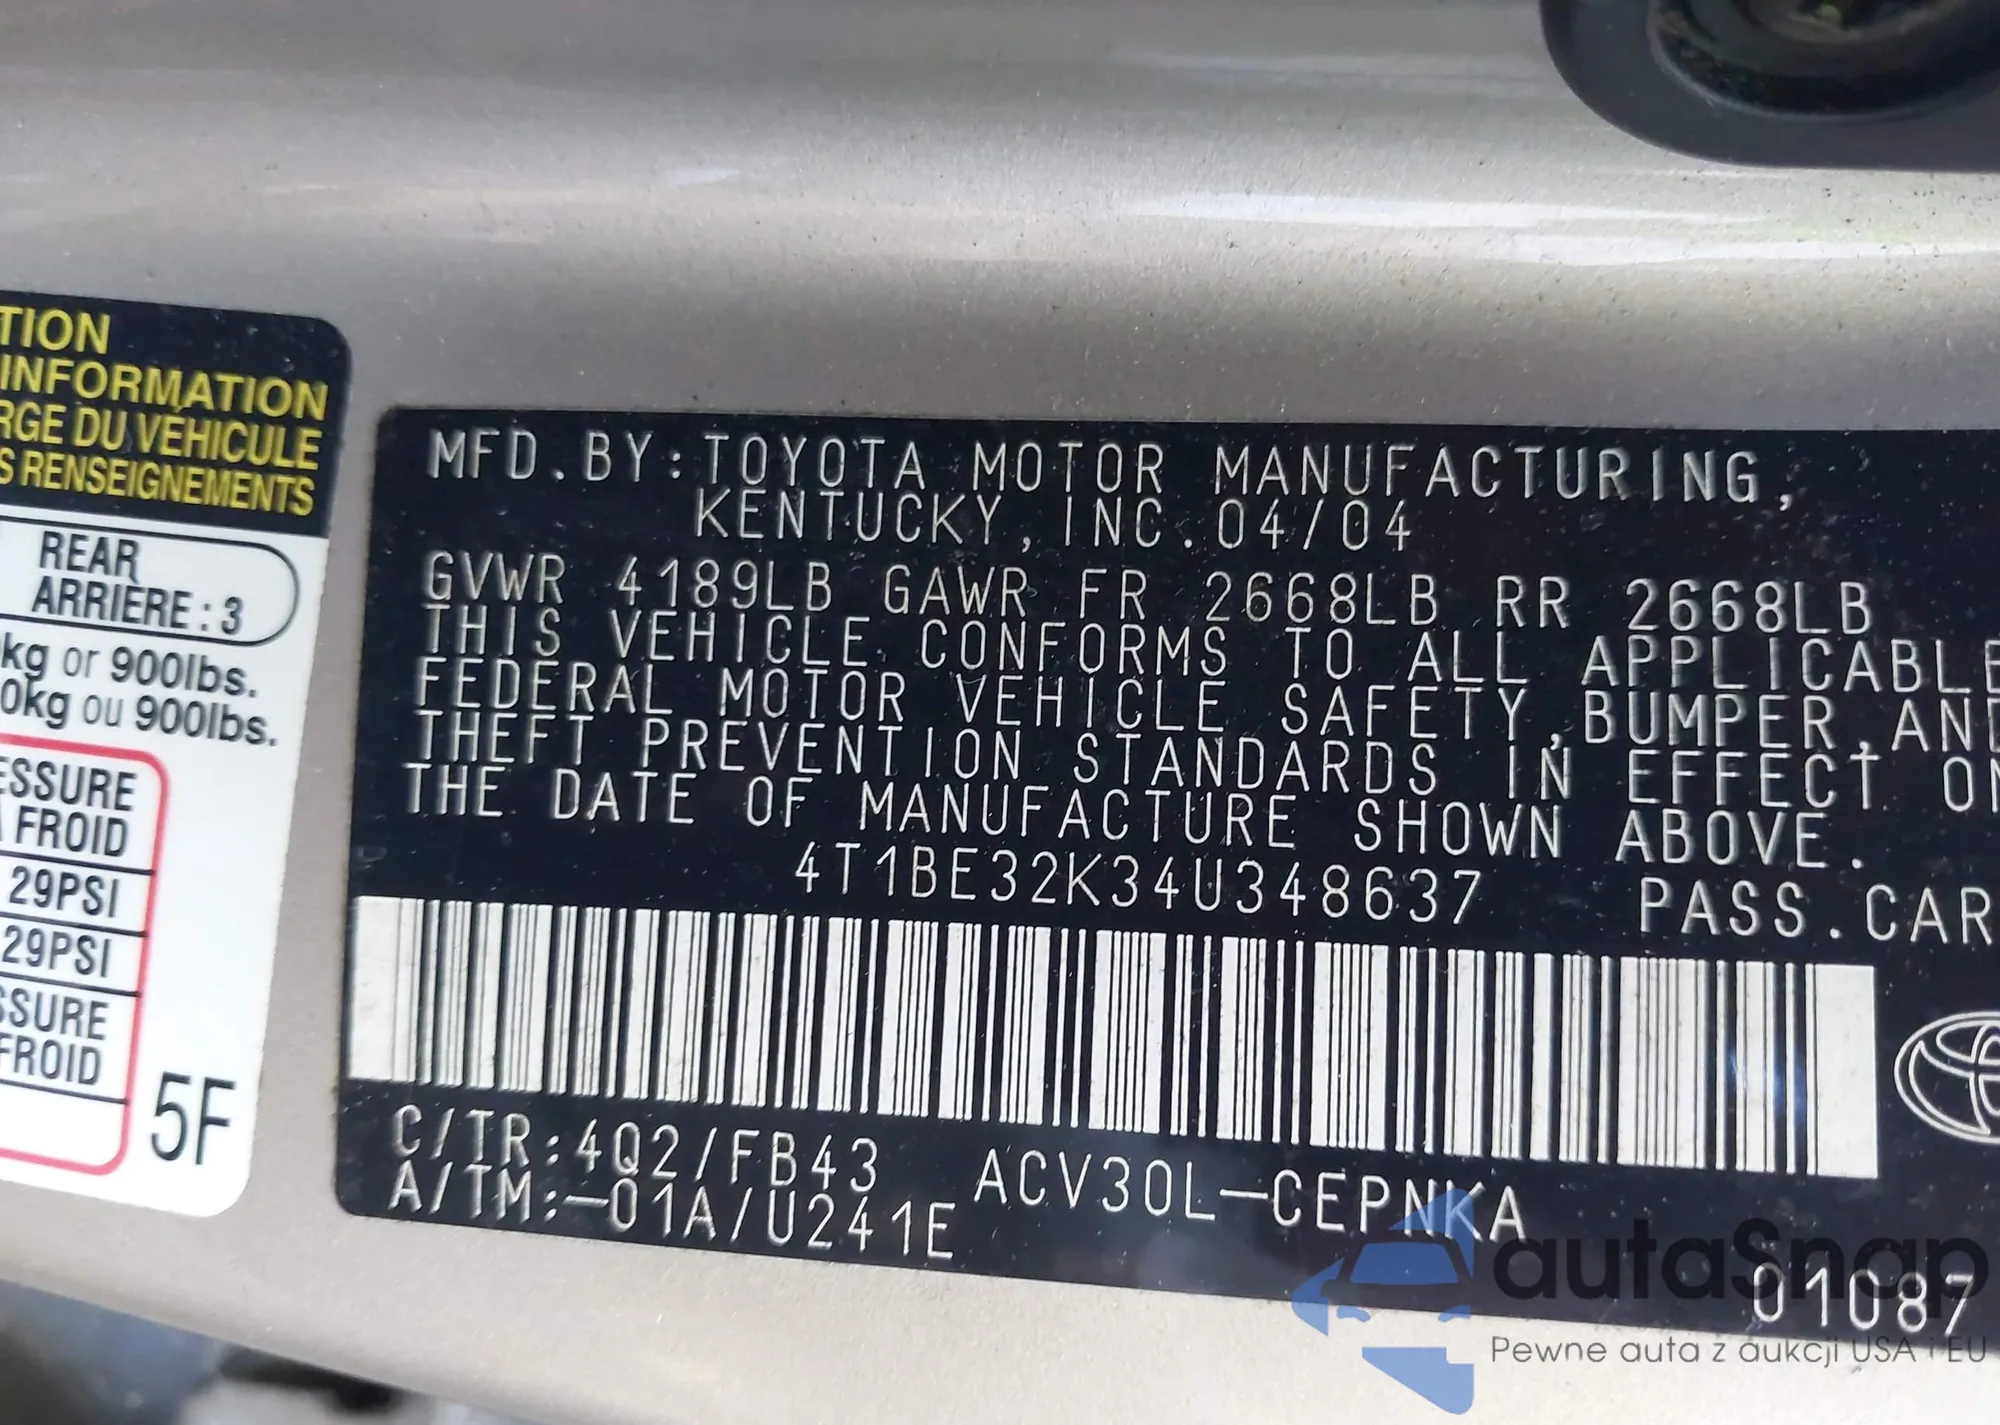 TION
INFORMATION
RGE DU VÉHICULE
S RENSEIGNEMENTS
REAR
ARRIÈRE : 3
kg or 900lbs.
0kg ou 900lbs.
ESSURE
A FROID
29PSI
29PSI
SSURE
FROID
5F
MFD.BY:TOYOTA MOTOR MANUFACTURING,
KENTUCKY, INC.04/04
GVWR 4189LB GAWR FR 2668LB RR 2668LB
THIS VEHICLE CONFORMS TO ALL APPLICABLE
FEDERAL MOTOR VEHICLE SAFETY,BUMPER,AND
THEFT PREVENTION STANDARDS IN EFFECT ON
THE DATE OF MANUFACTURE SHOWN ABOVE.
4T1BE32K34U348637 PASS.CAR
C/TR:4Q2/FB43 ACV30L-CEPNKA
A/TM:-01A/U241E
01087
autaSnap
Pewne auta z aukcji USA i EU